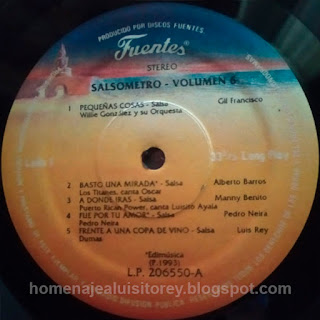 PRODUCIDO POR DISCOS FUENTES.
Fuentes
STEREO
SALSOMETRO - VOLUMEN 6
1 PEQUEÑAS COSAS - Salsa Gil Francisco
Willie González y su Orquesta
Lado 1
33⅓ Long Play
2 BASTO UNA MIRADA* - Salsa Alberto Barros
Los Titanes, canta Oscar
3 A DONDE IRAS - Salsa Manny Benito
Puerto Rican Power, canta Luisito Ayala
4 FUE POR TU AMOR* - Salsa Pedro Neira
Pedro Neira
5 FRENTE A UNA COPA DE VINO - Salsa Luis Rey
Dumas
*Edimúsica
(P.1993)
L.P. 206550-A
homenajealuisitorey.blogspot.com